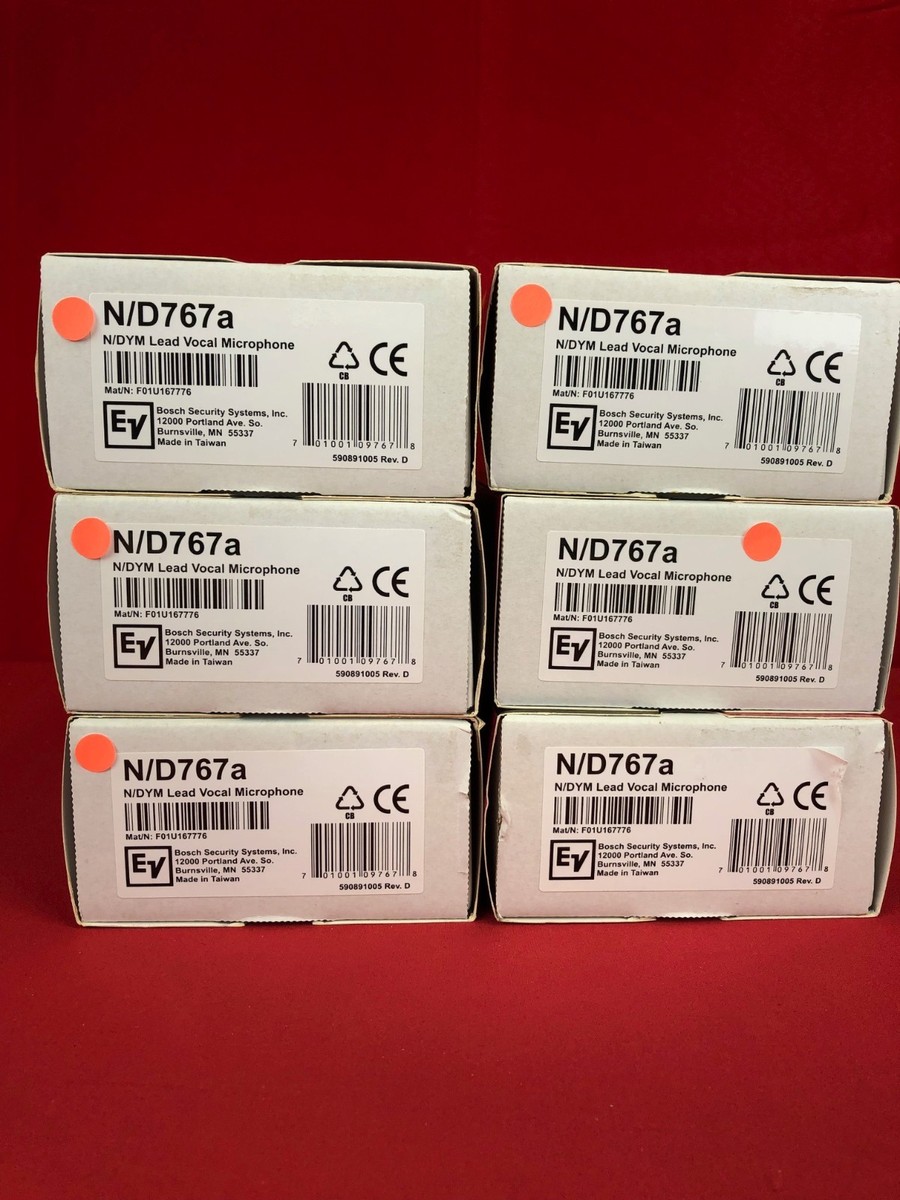 N/D767a
N/DYM Lead Vocal Microphone
Mat/N: F01U167776
CB
CE
EV
Bosch Security Systems, Inc.
12000 Portland Ave. So.
Burnsville, MN 55337
Made in Taiwan
7 01001 09767 8
590891005 Rev. D
N/D767a
N/DYM Lead Vocal Microphone
Mat/N: F01U167776
CB
CE
EV
Bosch Security Systems, Inc.
12000 Portland Ave. So.
Burnsville, MN 55337
Made in Taiwan
7 01001 09767 8
590891005 Rev. D
N/D767a
N/DYM Lead Vocal Microphone
Mat/N: F01U167776
CB
CE
EV
Bosch Security Systems, Inc.
12000 Portland Ave. So.
Burnsville, MN 55337
Made in Taiwan
7 01001 09767 8
590891005 Rev. D
N/D767a
N/DYM Lead Vocal Microphone
Mat/N: F01U167776
CB
CE
EV
Bosch Security Systems, Inc.
12000 Portland Ave. So.
Burnsville, MN 55337
Made in Taiwan
7 01001 09767 8
590891005 Rev. D
N/D767a
N/DYM Lead Vocal Microphone
Mat/N: F01U167776
CB
CE
EV
Bosch Security Systems, Inc.
12000 Portland Ave. So.
Burnsville, MN 55337
Made in Taiwan
7 01001 09767 8
590891005 Rev. D
N/D767a
N/DYM Lead Vocal Microphone
Mat/N: F01U167776
CB
CE
EV
Bosch Security Systems, Inc.
12000 Portland Ave. So.
Burnsville, MN 55337
Made in Taiwan
7 01001 09767 8
590891005 Rev. D